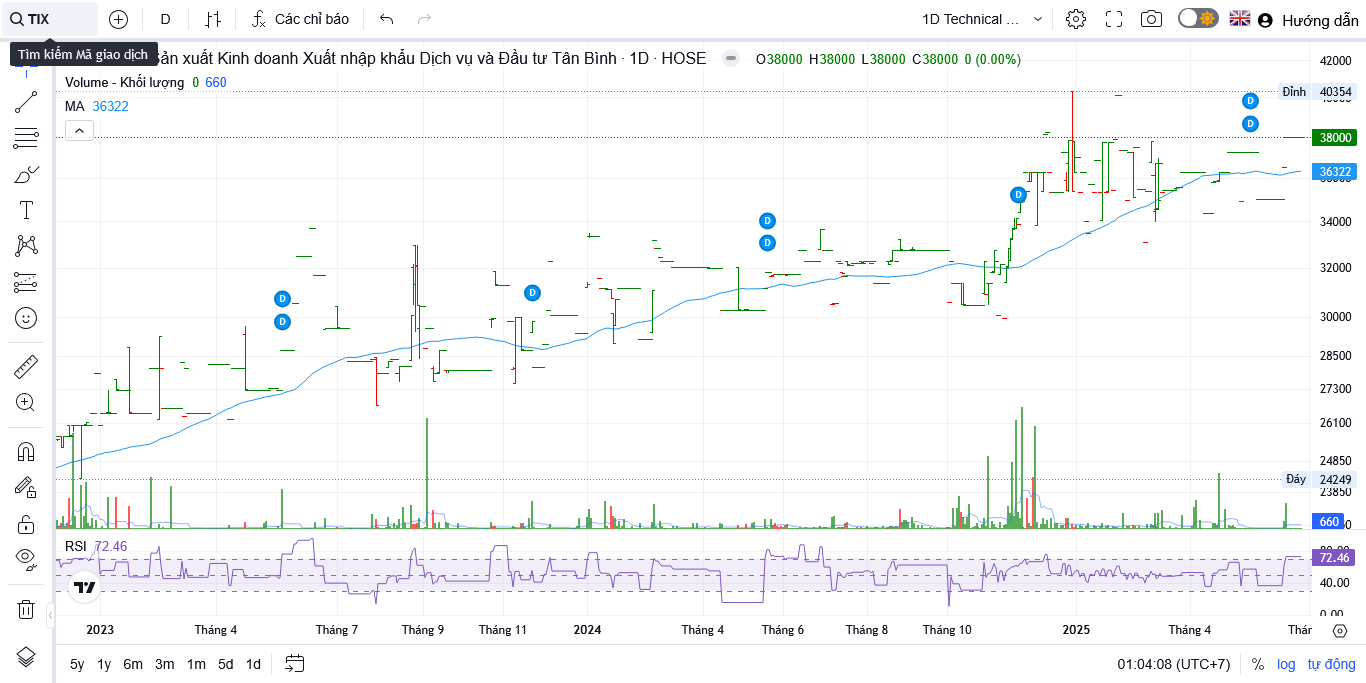 TIX
D
Các chỉ báo
1D Technical ...
Hướng dẫn
Tìm kiếm Mã giao dịch
Sản xuất Kinh doanh Xuất nhập khẩu Dịch vụ và Đầu tư Tân Bình · 1D · HOSE
O38000 H38000 L38000 C38000 0 (0.00%)
Volume - Khối lượng 0 660
MA 36322
42000
Đỉnh 40354
38000
36322
34000
32000
30000
28500
27300
26100
24850
Đáy 24249
23850
660
D
D
D
D
D
D
D
D
RSI 72.46
72.46
40.00
0.00
2023
Tháng 4
Tháng 7
Tháng 9
Tháng 11
2024
Tháng 4
Tháng 6
Tháng 8
Tháng 10
2025
Tháng 4
Thár
5y 1y 6m 3m 1m 5d 1d
01:04:08 (UTC+7)
% log tự động